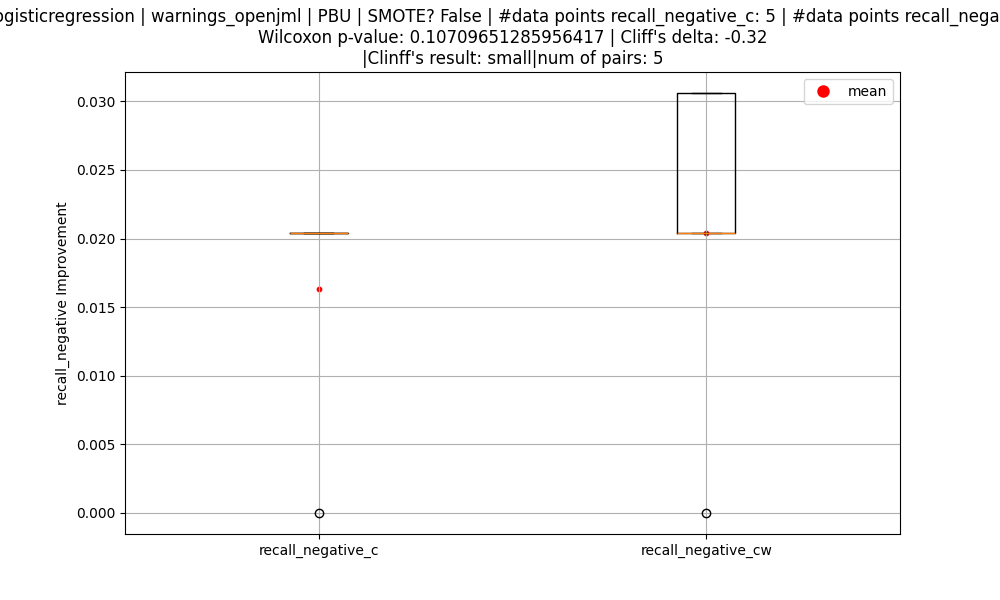 ogisticregression | warnings_openjml | PBU | SMOTE? False | #data points recall_negative_c: 5 | #data points recall_nega
Wilcoxon p-value: 0.10709651285956417 | Cliff's delta: -0.32
|Clinff's result: small|num of pairs: 5
mean
0.030
0.025
0.020
0.015
0.010
0.005
0.000
recall_negative Improvement
recall_negative_c
recall_negative_cw